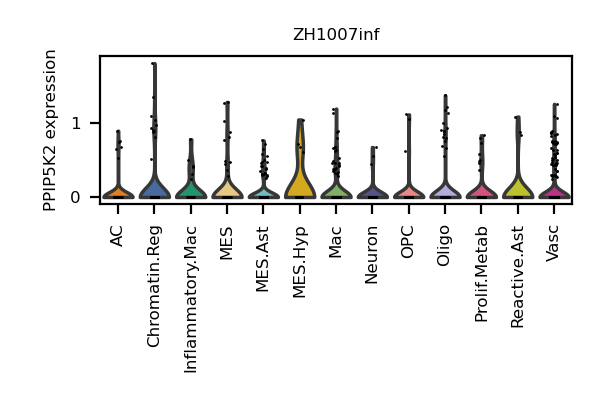 ZH1007inf
PPIP5K2 expression
1
0
AC
Chromatin.Reg
Inflammatory.Mac
MES
MES.Ast
MES.Hyp
Mac
Neuron
OPC
Oligo
Prolif.Metab
Reactive.Ast
Vasc